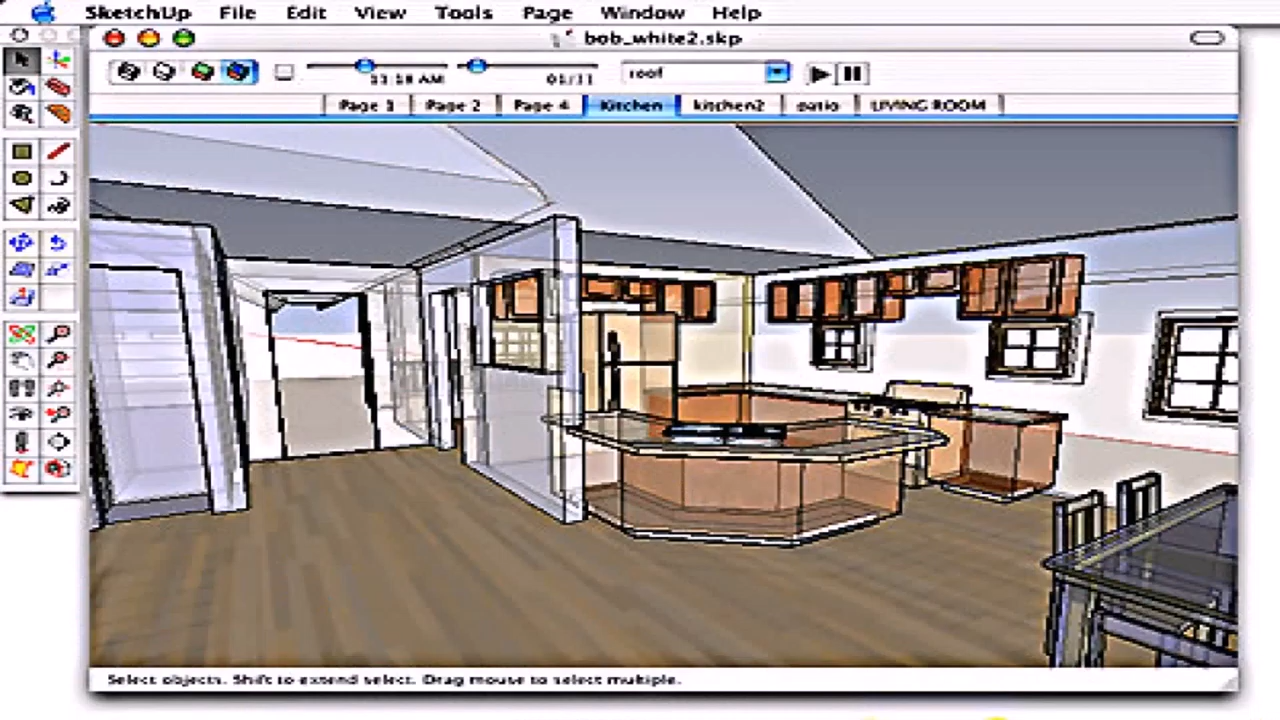 SketchUp File Edit View Tools Page Window Help
bob_white2.skp
11:18 AM 01/11 roof
Page 1 Page 2 Page 4 Kitchen kitchen2 patio LIVING ROOM
Select objects. Shift to extend select. Drag mouse to select multiple.